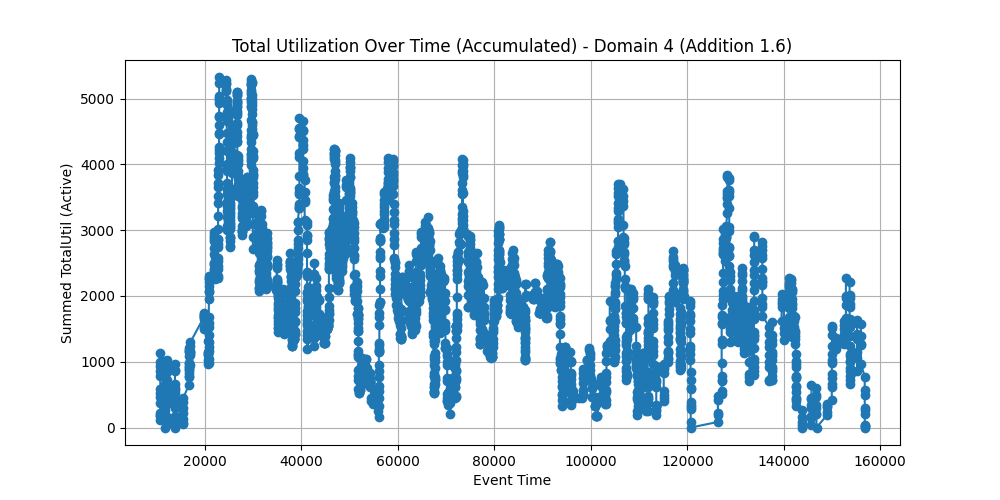 Total Utilization Over Time (Accumulated) - Domain 4 (Addition 1.6)
Summed TotalUtil (Active)
5000
4000
3000
2000
1000
0
20000 40000 60000 80000 100000 120000 140000 160000
Event Time